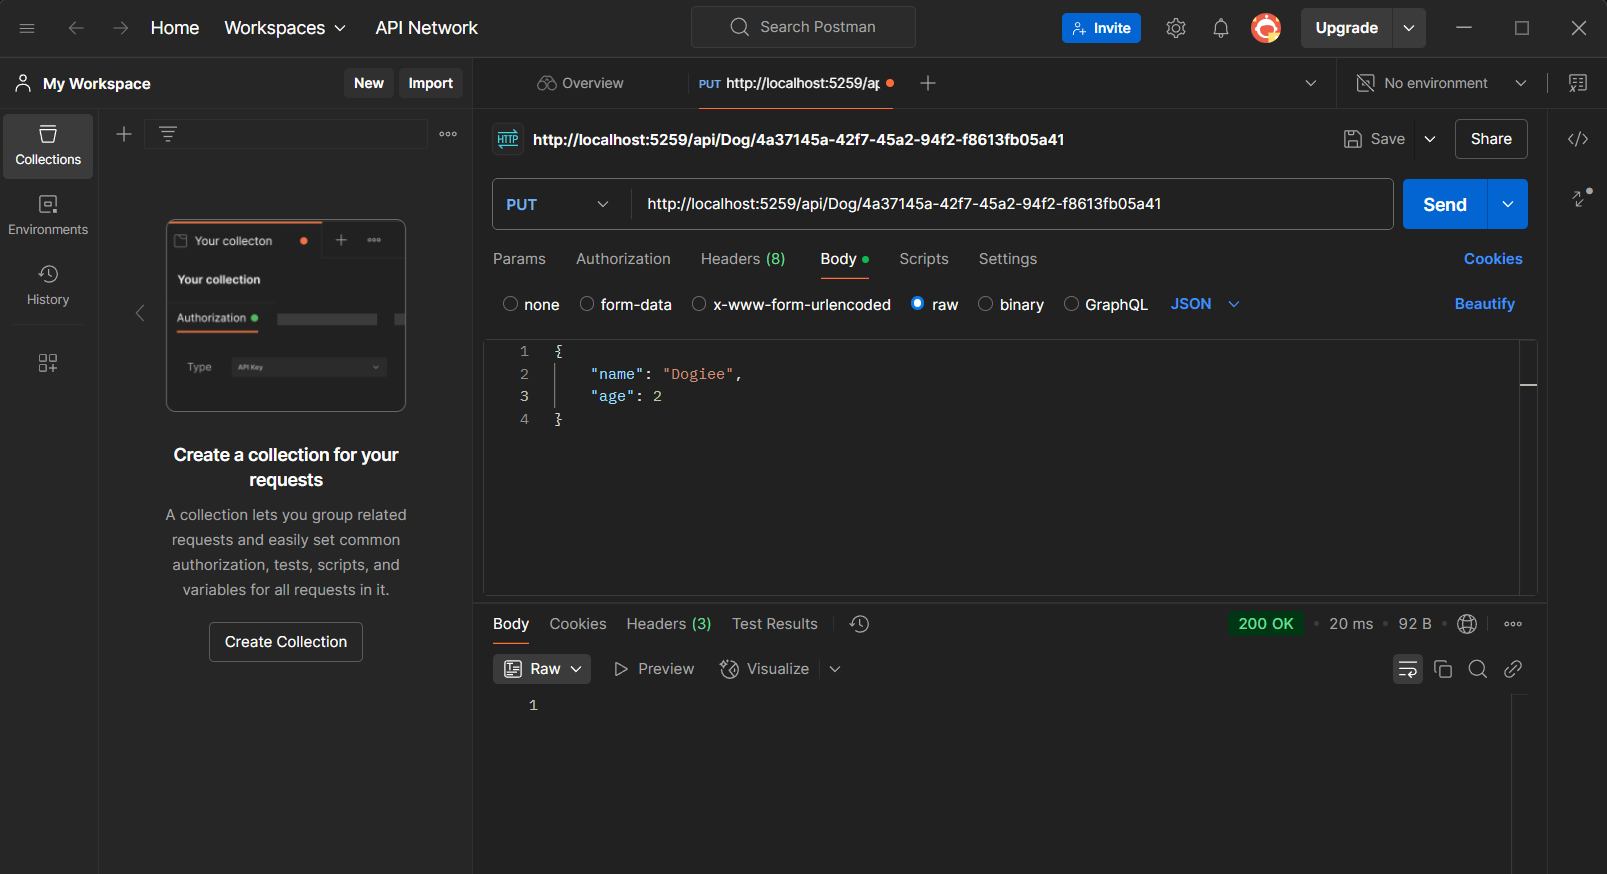 Home Workspaces API Network Search Postman Invite Upgrade
My Workspace New Import Overview PUT http://localhost:5259/ap No environment
Collections
Environments
History
Your collecton
Your collection
Authorization
Type API Key
Create a collection for your
requests
A collection lets you group related
requests and easily set common
authorization, tests, scripts, and
variables for all requests in it.
Create Collection
HTTP http://localhost:5259/api/Dog/4a37145a-42f7-45a2-94f2-f8613fb05a41 Save Share
PUT http://localhost:5259/api/Dog/4a37145a-42f7-45a2-94f2-f8613fb05a41 Send
Params Authorization Headers (8) Body Scripts Settings Cookies
none form-data x-www-form-urlencoded raw binary GraphQL JSON Beautify
1 {
2 "name": "Dogiee",
3 "age": 2
4 }
Body Cookies Headers (3) Test Results 200 OK • 20 ms • 92 B •
Raw Preview Visualize
1